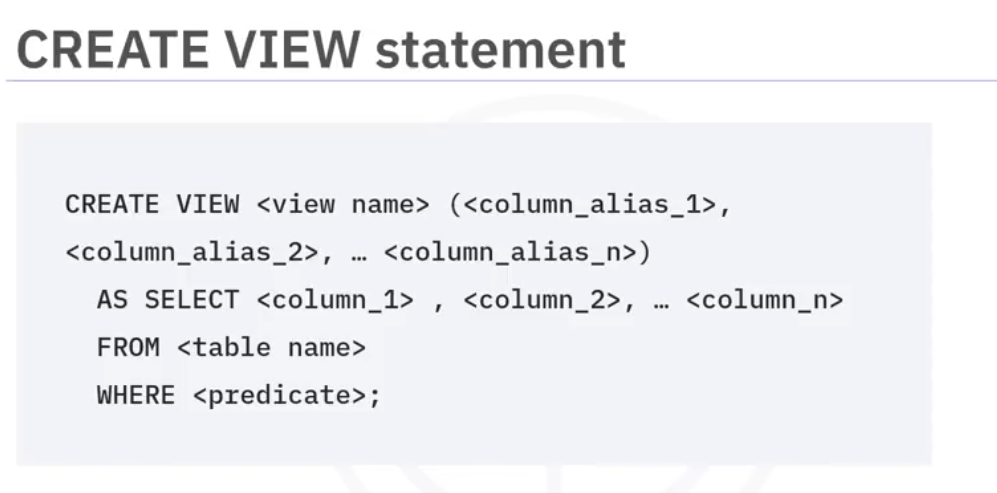 CREATE VIEW statement
CREATE VIEW <view name> (<column_alias_1>,
<column_alias_2>, … <column_alias_n>)
AS SELECT <column_1> , <column_2>, … <column_n>
FROM <table name>
WHERE <predicate>;